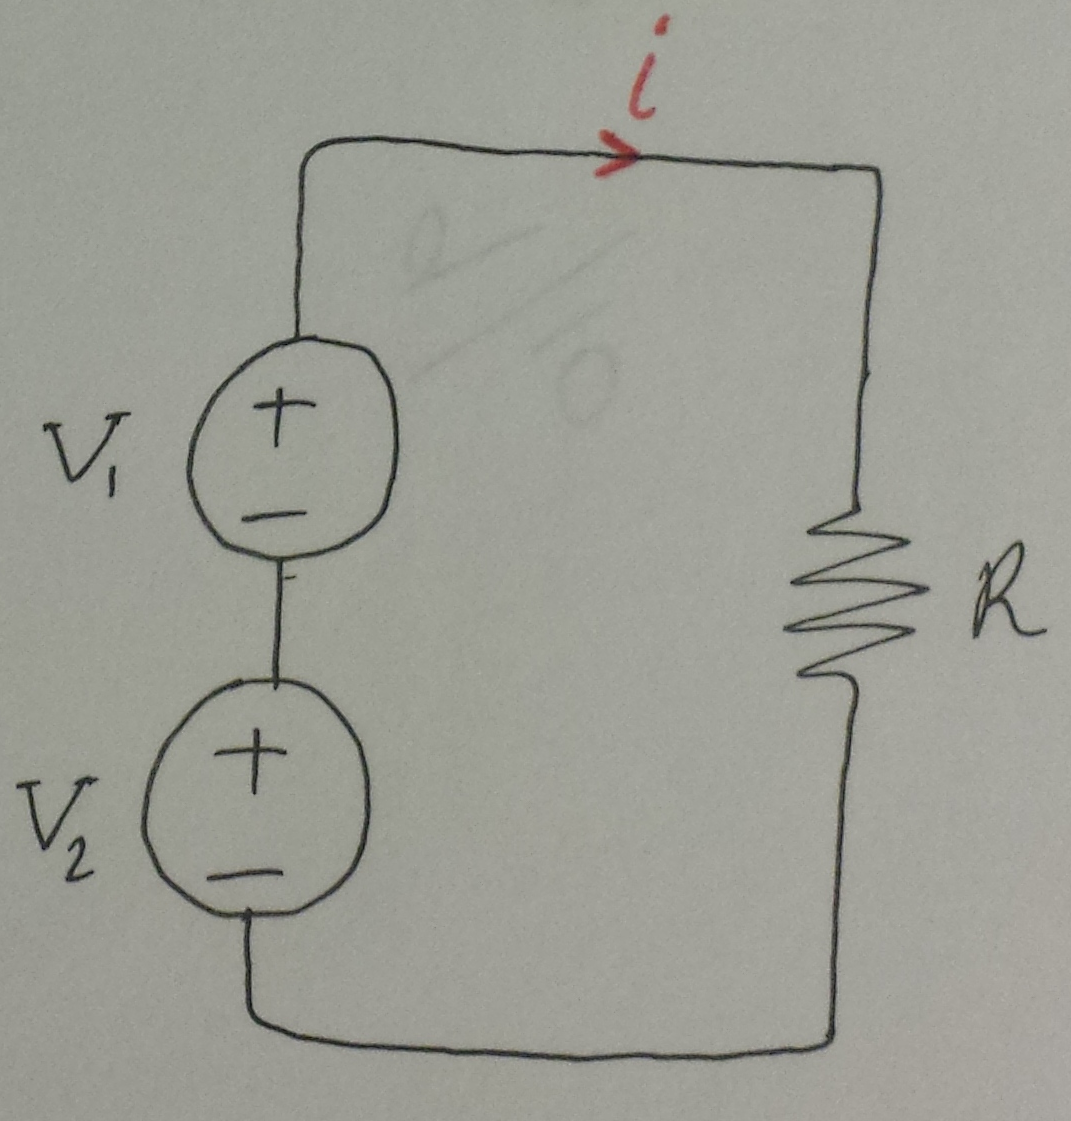 i
+
V₁
−
R
+
V₂
−